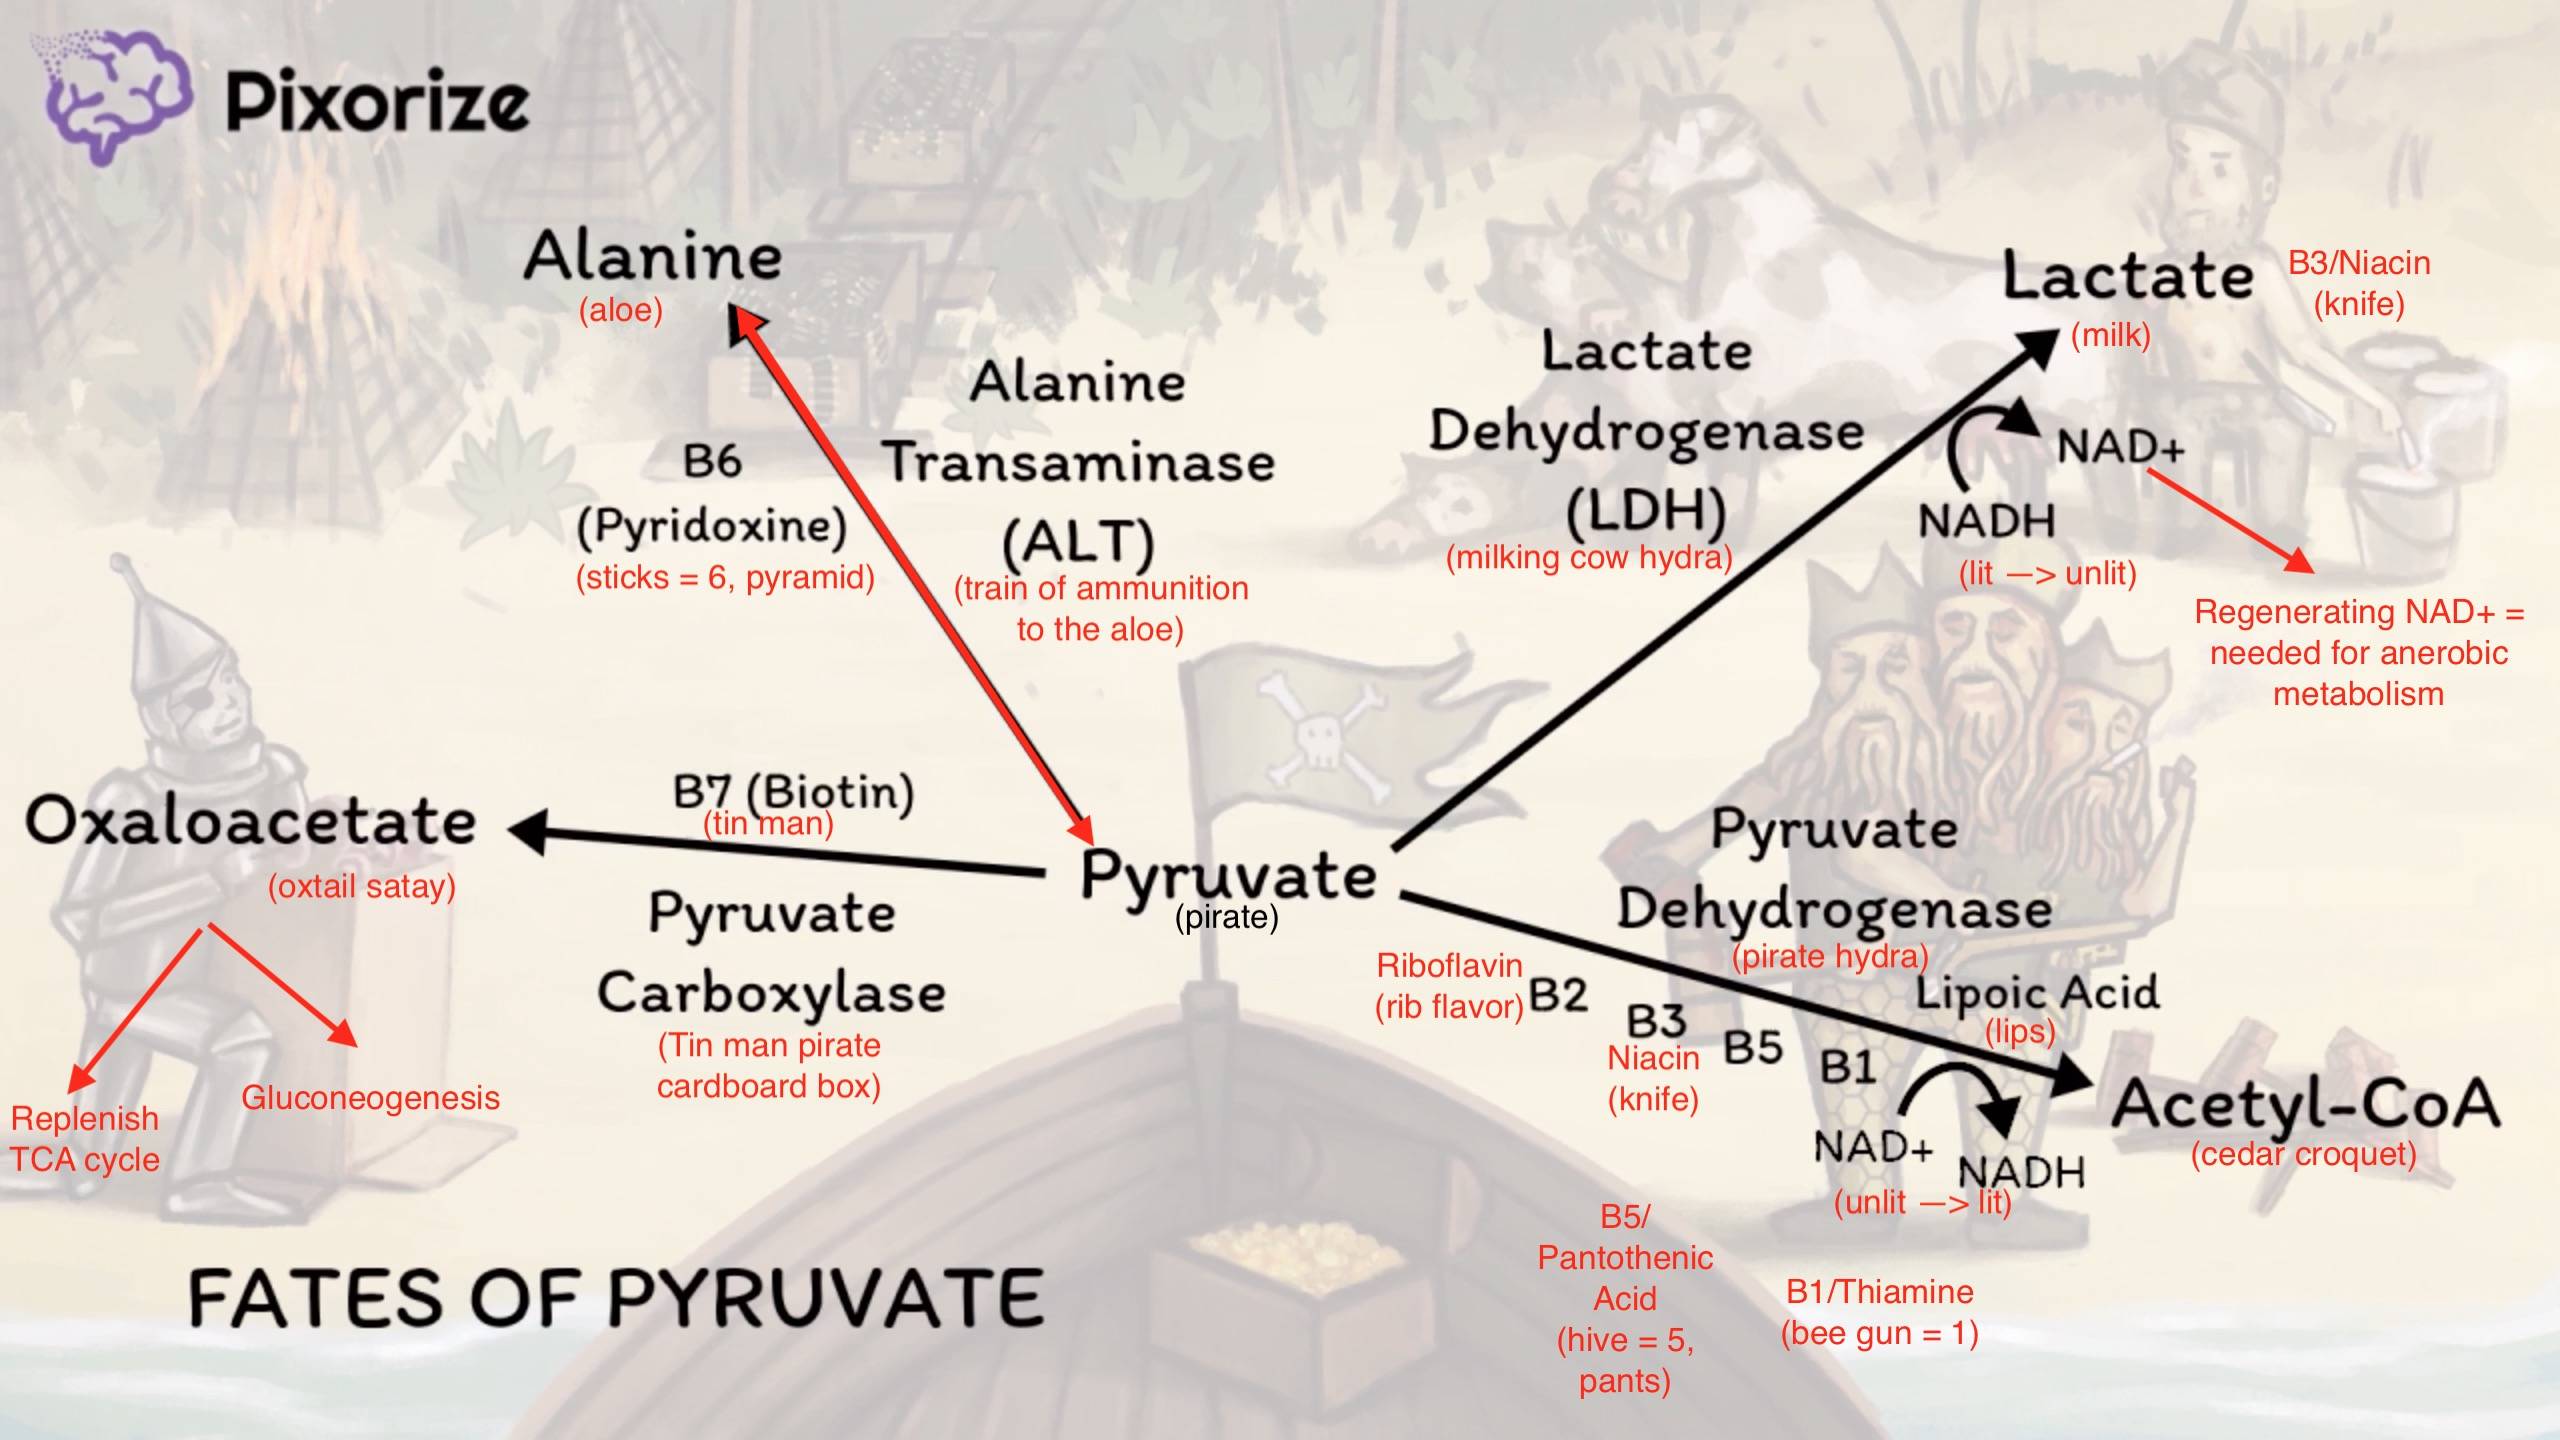 Pixorize
Alanine
(aloe)
B6
(Pyridoxine)
(sticks = 6, pyramid)
Alanine
Transaminase
(ALT)
(train of ammunition
to the aloe)
Lactate
Dehydrogenase
(LDH)
(milking cow hydra)
Lactate
(milk)
B3/Niacin
(knife)
NAD+
NADH
(lit —> unlit)
Regenerating NAD+ =
needed for anerobic
metabolism
Oxaloacetate
(oxtail satay)
Replenish
TCA cycle
Gluconeogenesis
B7 (Biotin)
(tin man)
Pyruvate
Carboxylase
(Tin man pirate
cardboard box)
Pyruvate
(pirate)
Pyruvate
Dehydrogenase
(pirate hydra)
Lipoic Acid
(lips)
Riboflavin
(rib flavor)
B2
B3
Niacin
(knife)
B5
B1
NAD+
NADH
(unlit —> lit)
Acetyl-CoA
(cedar croquet)
B5/
Pantothenic
Acid
(hive = 5,
pants)
B1/Thiamine
(bee gun = 1)
FATES OF PYRUVATE